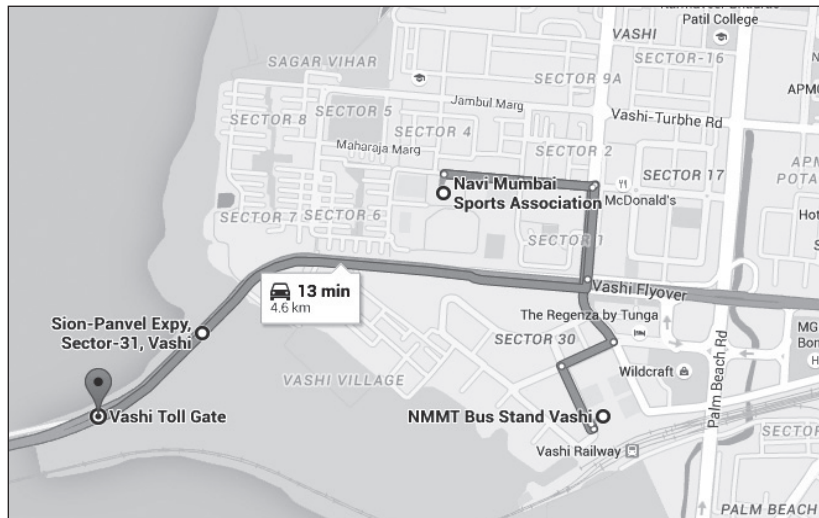 Patil College
VASHI
SECTOR-16
SAGAR VIHAR
SECTOR 9A
APMC
Jambul Marg
SECTOR 5
SECTOR 8
Vashi-Turbhe Rd
SECTOR 4
Maharaja Marg
SECTOR 2
Navi Mumbai
Sports Association
SECTOR 17
McDonald's
SECTOR 7
SECTOR 6
SECTOR 1
13 min
4.6 km
Vashi Flyover
The Regenza by Tunga
Sion-Panvel Expy,
Sector-31, Vashi
SECTOR 30
MG
Wildcraft
VASHI VILLAGE
Palm Beach Rd
Vashi Toll Gate
NMMT Bus Stand Vashi
Vashi Railway
SECTOR
PALM BEACH